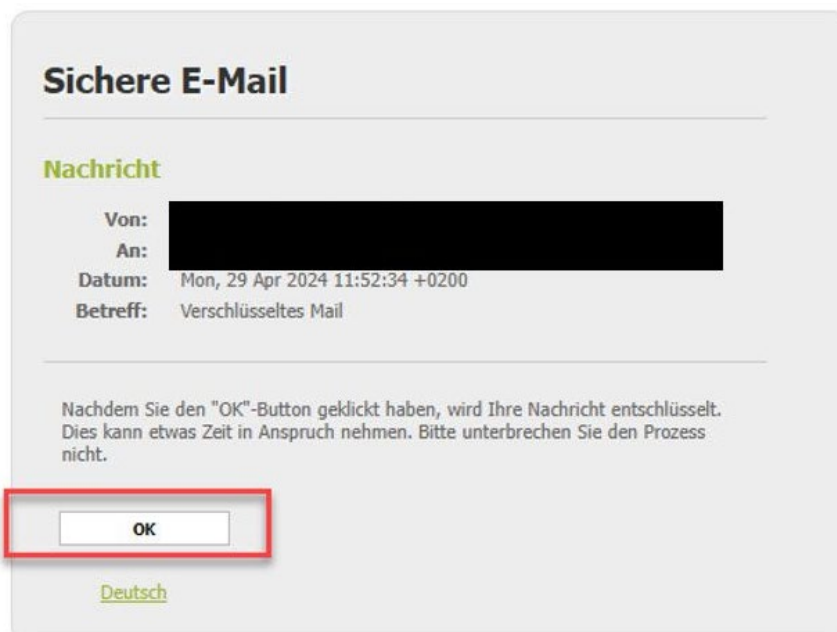 Sichere E-Mail
Nachricht
Von:
An:
Datum: Mon, 29 Apr 2024 11:52:34 +0200
Betreff: Verschlüsseltes Mail
Nachdem Sie den "OK"-Button geklickt haben, wird Ihre Nachricht entschlüsselt.
Dies kann etwas Zeit in Anspruch nehmen. Bitte unterbrechen Sie den Prozess
nicht.
OK
Deutsch